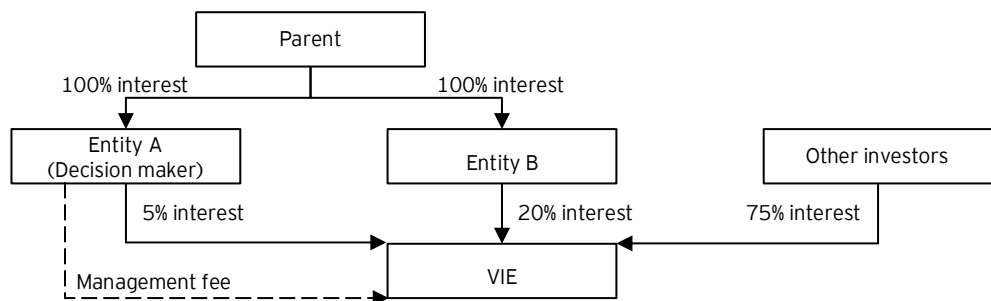 Parent
100% interest
100% interest
Entity A
(Decision maker)
Entity B
Other investors
5% interest
20% interest
75% interest
Management fee
VIE